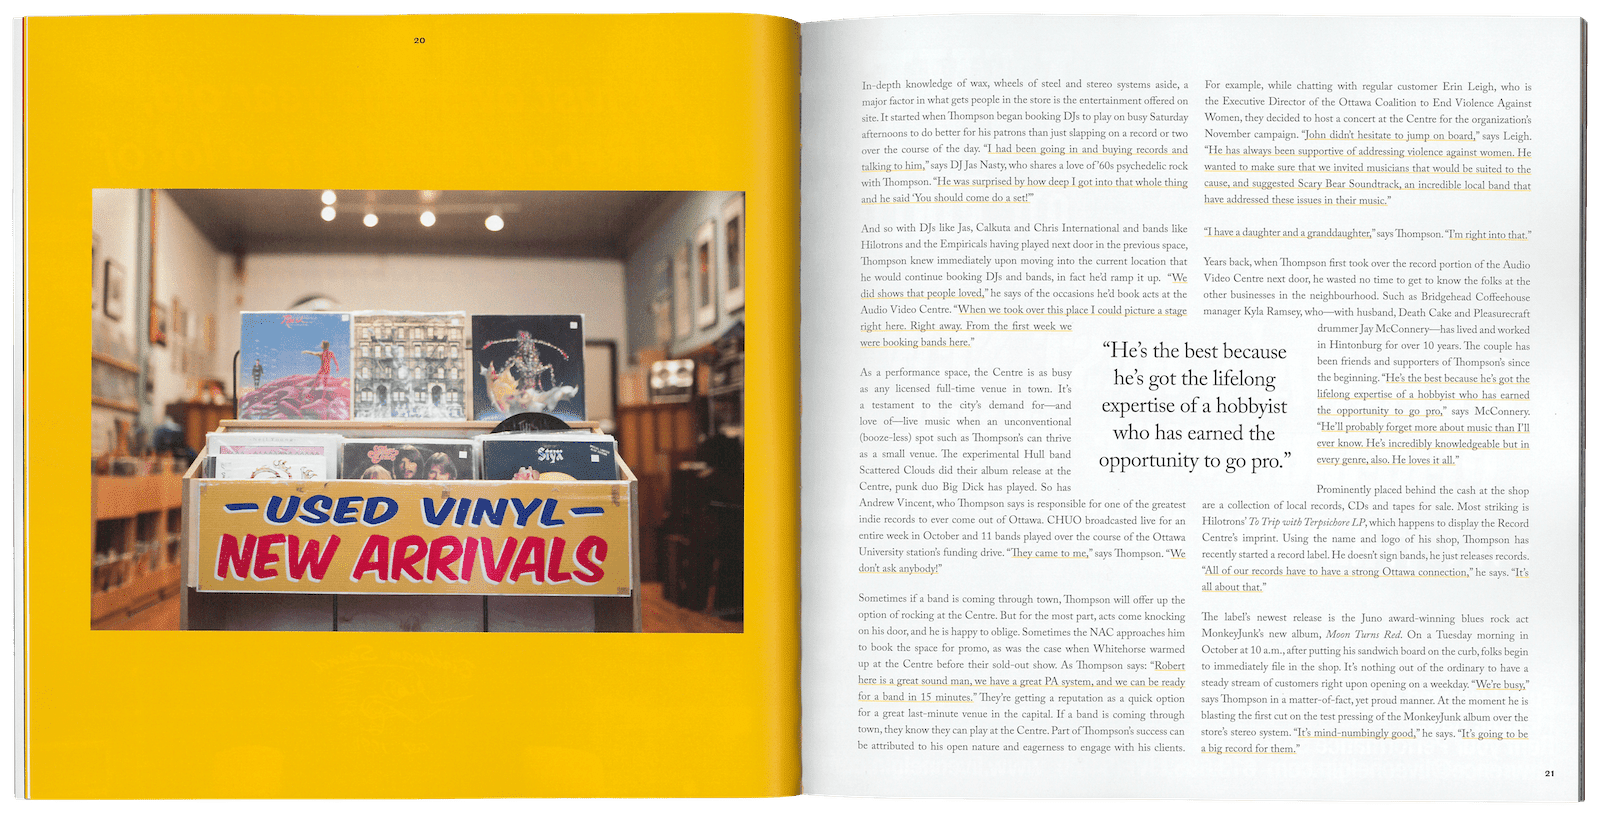 20
Styx
USED VINYL
NEW ARRIVALS
In-depth knowledge of wax, wheels of steel and stereo systems aside, a
major factor in what gets people in the store is the entertainment offered on
site. It started when Thompson began booking DJs to play on busy Saturday
afternoons to do better for his patrons than just slapping on a record or two
over the course of the day. “I had been going in and buying records and
talking to him,” says DJ Jas Nasty, who shares a love of ’60s psychedelic rock
with Thompson. “He was surprised by how deep I got into that whole thing
and he said ‘You should come do a set!’”
And so with DJs like Jas, Calkuta and Chris International and bands like
Hilotrons and the Empiricals having played next door in the previous space,
Thompson knew immediately upon moving into the current location that
he would continue booking DJs and bands, in fact he’d ramp it up. “We
did shows that people loved,” he says of the occasions he’d book acts at the
Audio Video Centre. “When we took over this place I could picture a stage
right here. Right away. From the first week we
were booking bands here.”
As a performance space, the Centre is as busy
as any licensed full-time venue in town. It’s
a testament to the city’s demand for—and
love of—live music when an unconventional
(booze-less) spot such as Thompson’s can thrive
as a small venue. The experimental Hull band
Scattered Clouds did their album release at the
Centre, punk duo Big Dick has played. So has
Andrew Vincent, who Thompson says is responsible for one of the greatest
indie records to ever come out of Ottawa. CHUO broadcasted live for an
entire week in October and 11 bands played over the course of the Ottawa
University station’s funding drive. “They came to me,” says Thompson. “We
don’t ask anybody!”
Sometimes if a band is coming through town, Thompson will offer up the
option of rocking at the Centre. But for the most part, acts come knocking
on his door, and he is happy to oblige. Sometimes the NAC approaches him
to book the space for promo, as was the case when Whitehorse warmed
up at the Centre before their sold-out show. As Thompson says: “Robert
here is a great sound man, we have a great PA system, and we can be ready
for a band in 15 minutes.” They’re getting a reputation as a quick option
for a great last-minute venue in the capital. If a band is coming through
town, they know they can play at the Centre. Part of Thompson’s success can
be attributed to his open nature and eagerness to engage with his clients.
“He’s the best because
he’s got the lifelong
expertise of a hobbyist
who has earned the
opportunity to go pro.”
For example, while chatting with regular customer Erin Leigh, who is
the Executive Director of the Ottawa Coalition to End Violence Against
Women, they decided to host a concert at the Centre for the organization’s
November campaign. “John didn’t hesitate to jump on board,” says Leigh.
“He has always been supportive of addressing violence against women. He
wanted to make sure that we invited musicians that would be suited to the
cause, and suggested Scary Bear Soundtrack, an incredible local band that
have addressed these issues in their music.”
“I have a daughter and a granddaughter,” says Thompson. “I’m right into that.”
Years back, when Thompson first took over the record portion of the Audio
Video Centre next door, he wasted no time to get to know the folks at the
other businesses in the neighbourhood. Such as Bridgehead Coffeehouse
manager Kyla Ramsey, who—with husband, Death Cake and Pleasurecraft
drummer Jay McConnery—has lived and worked
in Hintonburg for over 10 years. The couple has
been friends and supporters of Thompson’s since
the beginning. “He’s the best because he’s got the
lifelong expertise of a hobbyist who has earned
the opportunity to go pro,” says McConnery.
“He’ll probably forget more about music than I’ll
ever know. He’s incredibly knowledgeable but in
every genre, also. He loves it all.”
Prominently placed behind the cash at the shop
are a collection of local records, CDs and tapes for sale. Most striking is
Hilotrons’ To Trip with Terpsichore LP, which happens to display the Record
Centre’s imprint. Using the name and logo of his shop, Thompson has
recently started a record label. He doesn’t sign bands, he just releases records.
“All of our records have to have a strong Ottawa connection,” he says. “It’s
all about that.”
The label’s newest release is the Juno award-winning blues rock act
MonkeyJunk’s new album, Moon Turns Red. On a Tuesday morning in
October at 10 a.m., after putting his sandwich board on the curb, folks begin
to immediately file in the shop. It’s nothing out of the ordinary to have a
steady stream of customers right upon opening on a weekday. “We’re busy,”
says Thompson in a matter-of-fact, yet proud manner. At the moment he is
blasting the first cut on the test pressing of the MonkeyJunk album over the
store’s stereo system. “It’s mind-numbingly good,” he says. “It’s going to be
a big record for them.”
21